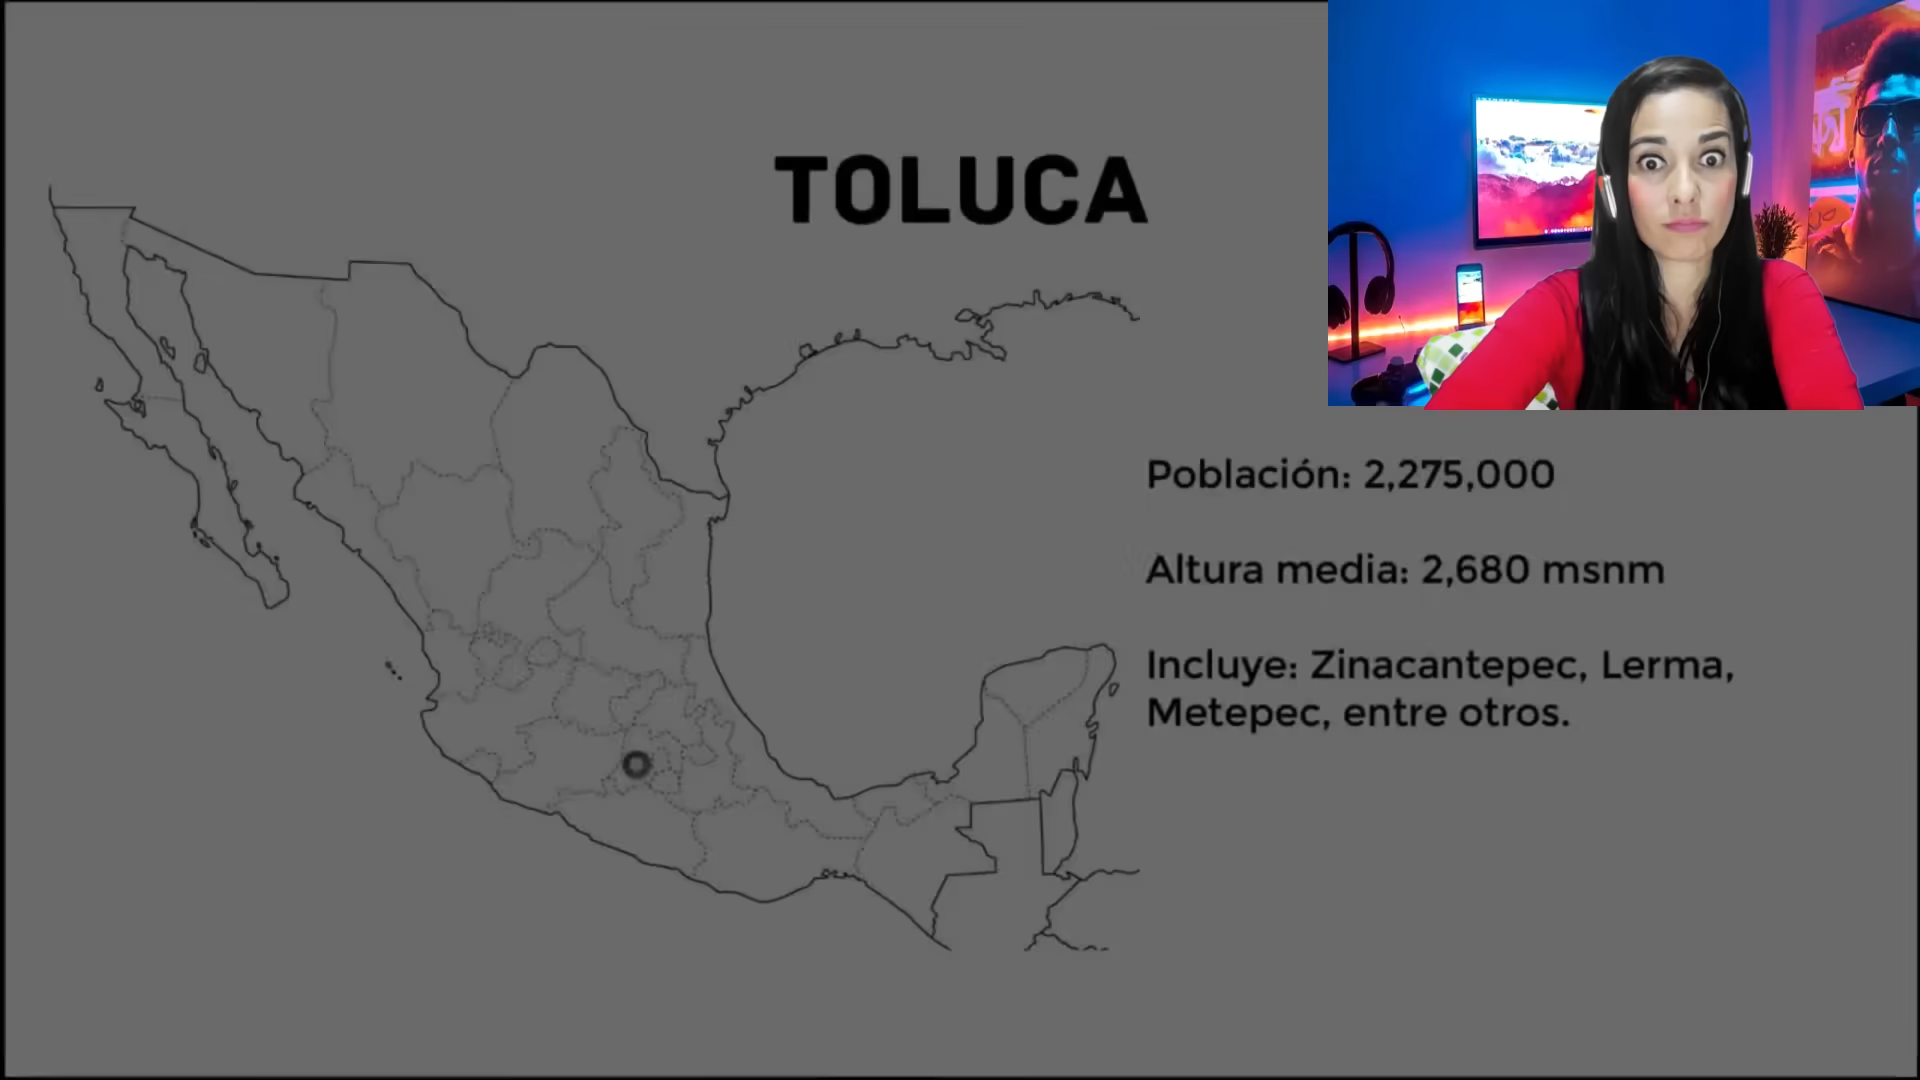 TOLUCA
Población: 2,275,000
Altura media: 2,680 msnm
Incluye: Zinacantepec, Lerma,
Metepec, entre otros.